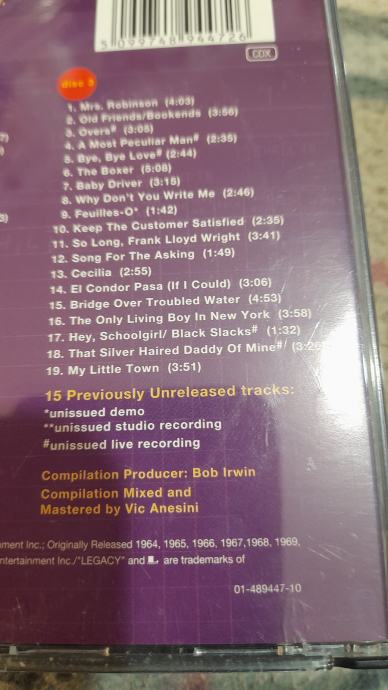 5099748 944726
CDX
disc 3
1. Mrs. Robinson (4:03)
2. Old Friends/Bookends (3:56)
3. Overs# (3:05)
4. A Most Peculiar Man# (2:35)
5. Bye, Bye Love# (2:44)
6. The Boxer (5:08)
7. Baby Driver (3:15)
8. Why Don't You Write Me (2:46)
9. Feuilles-O* (1:42)
10. Keep The Customer Satisfied (2:35)
11. So Long, Frank Lloyd Wright (3:41)
12. Song For The Asking (1:49)
13. Cecilia (2:55)
14. El Condor Pasa (If I Could) (3:06)
15. Bridge Over Troubled Water (4:53)
16. The Only Living Boy In New York (3:58)
17. Hey, Schoolgirl/ Black Slacks# (1:32)
18. That Silver Haired Daddy Of Mine#
19. My Little Town (3:51)
15 Previously Unreleased tracks:
*unissued demo
**unissued studio recording
#unissued live recording
Compilation Producer: Bob Irwin
Compilation Mixed and
Mastered by Vic Anesini
ment Inc.; Originally Released 1964, 1965, 1966, 1967,1968, 1969,
ntertainment Inc./"LEGACY" and L are trademarks of
01-489447-10